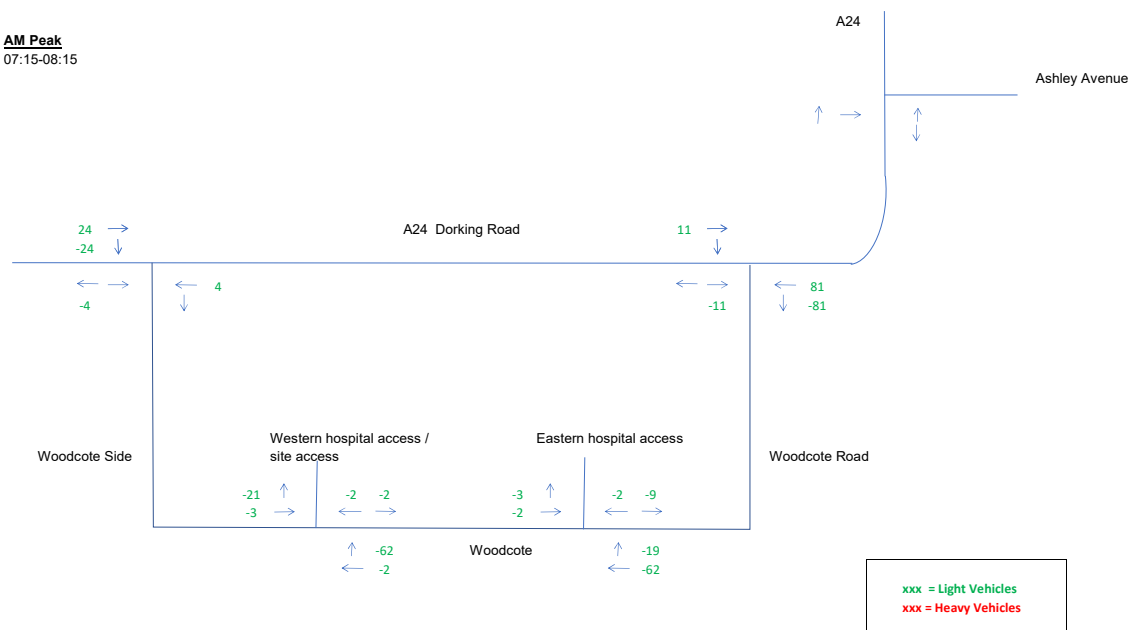 A24
AM Peak
07:15-08:15
Ashley Avenue
24
A24 Dorking Road
11
-24
4
81
-4
-11
-81
Western hospital access /
site access
Eastern hospital access
Woodcote Side
Woodcote Road
-21
-2 -2
-3
-2 -9
-3
-2
-62
Woodcote
-19
-2
-62
xxx = Light Vehicles
xxx = Heavy Vehicles